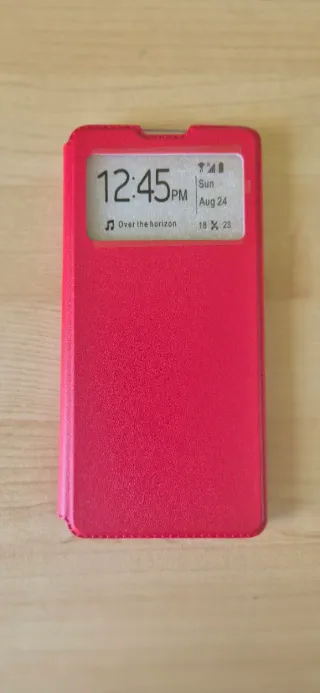 12:45PM
Sun
Aug 24
Over the horizon
18 23